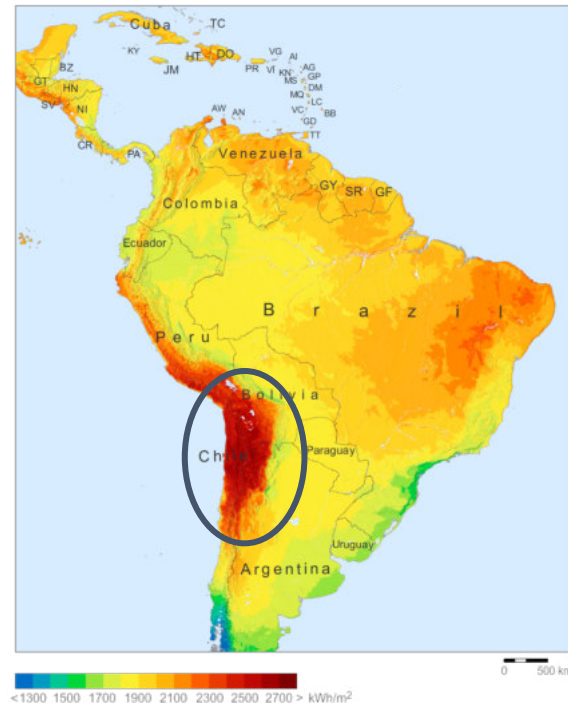 Cuba
TC
KY
HT
DO
JM
PR
VG
VI
AI
KN
AG
MS
GP
DM
MQ
LC
VC
BB
GD
TT
BZ
GT
HN
SV
NI
CR
PA
AW
AN
Venezuela
GY
SR
GF
Colombia
Ecuador
Brazil
Peru
Bolivia
Chile
Paraguay
Uruguay
Argentina
0 500 km
<1300 1500 1700 1900 2100 2300 2500 2700 > kWh/m²